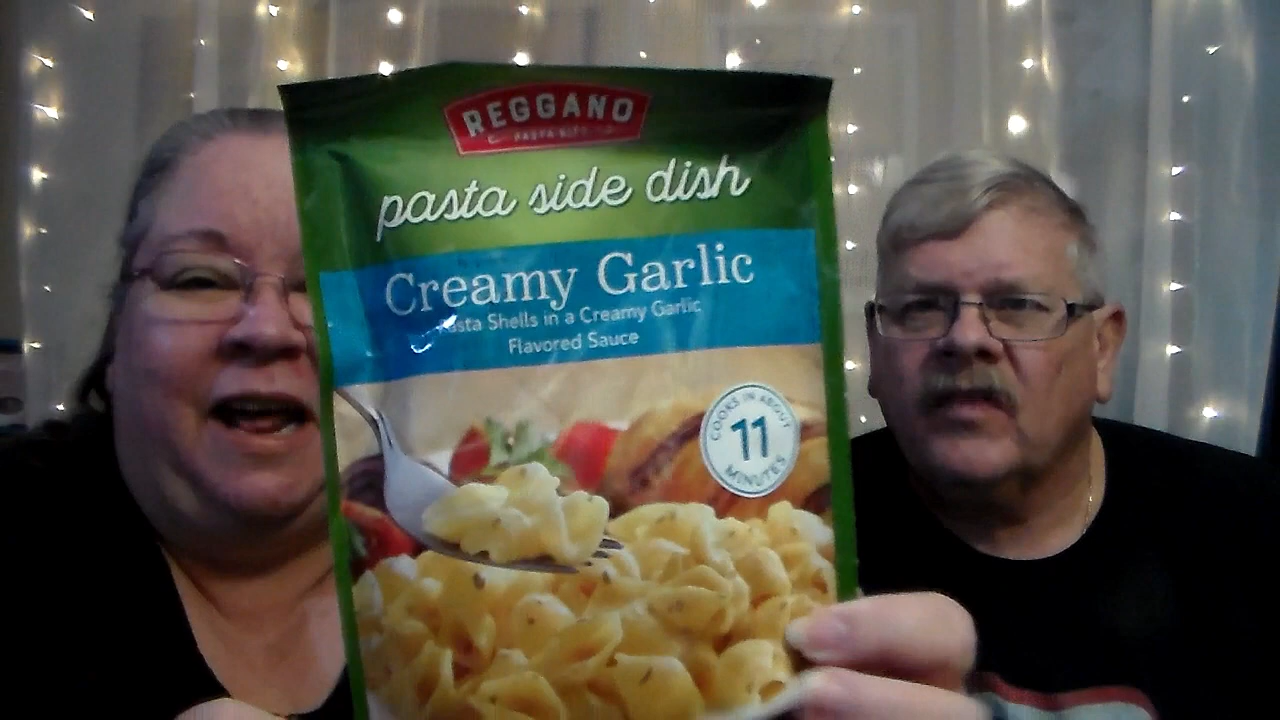 REGGANO
pasta side dish
Creamy Garlic
Pasta Shells in a Creamy Garlic
Flavored Sauce
COOKS IN ABOUT
11
MINUTES